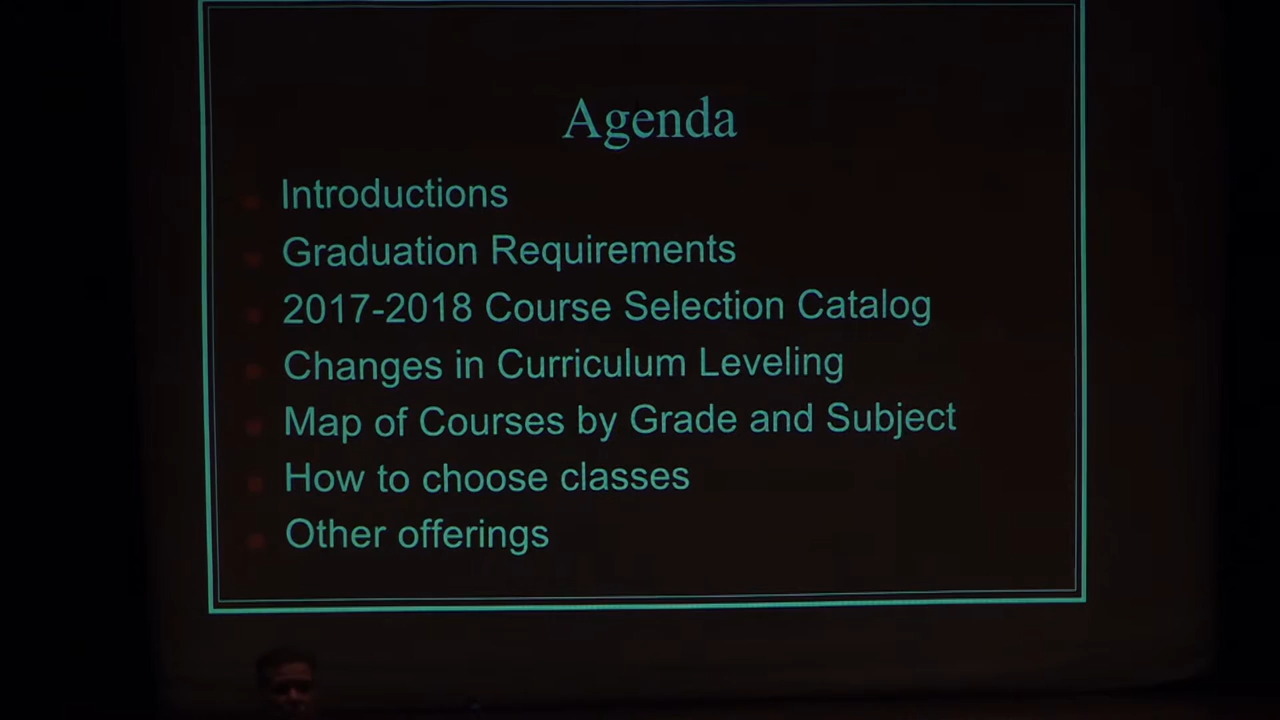 Agenda
Introductions
Graduation Requirements
2017-2018 Course Selection Catalog
Changes in Curriculum Leveling
Map of Courses by Grade and Subject
How to choose classes
Other offerings